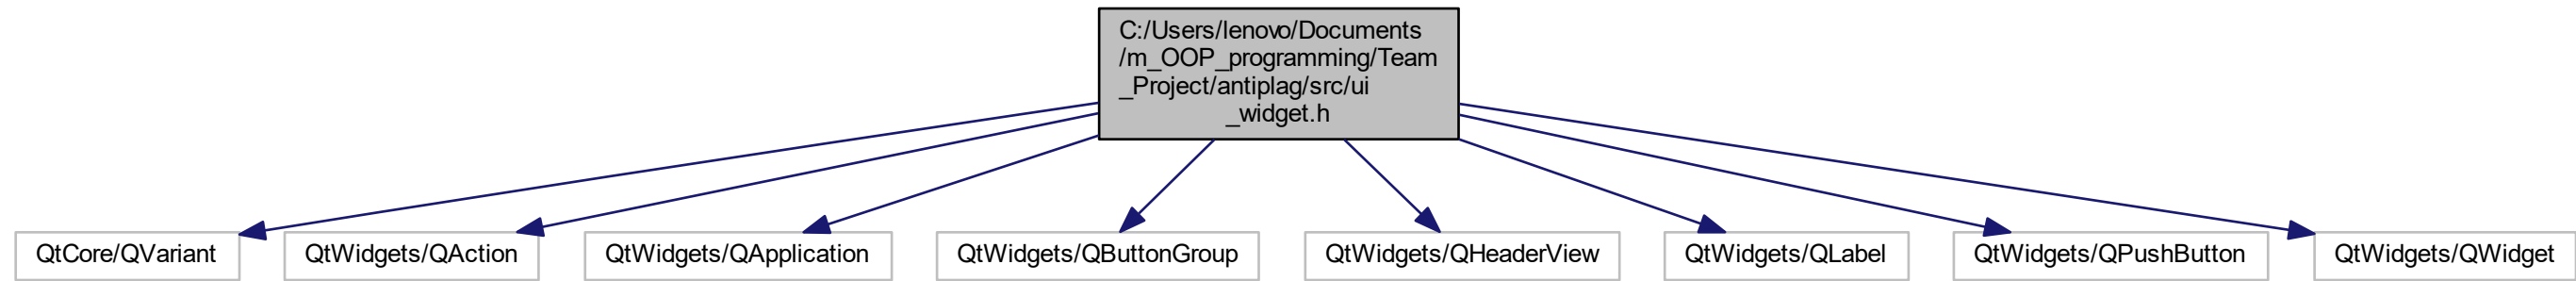 C:/Users/lenovo/Documents
/m_OOP_programming/Team
_Project/antiplag/src/ui
_widget.h
QtCore/QVariant
QtWidgets/QAction
QtWidgets/QApplication
QtWidgets/QButtonGroup
QtWidgets/QHeaderView
QtWidgets/QLabel
QtWidgets/QPushButton
QtWidgets/QWidget